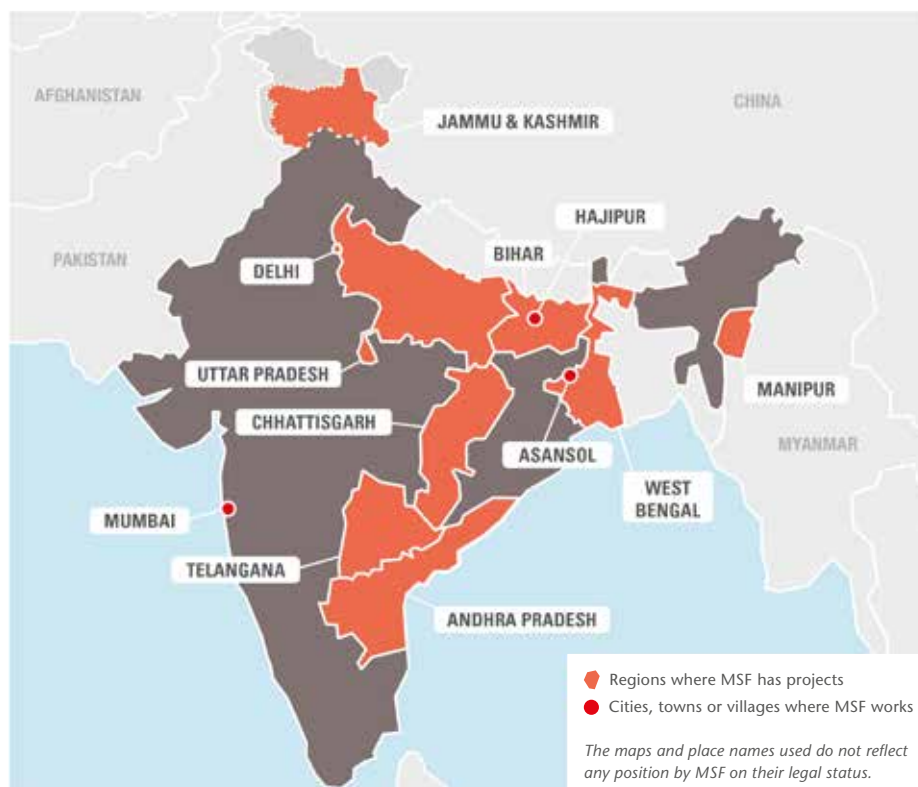 AFGHANISTAN
CHINA
JAMMU & KASHMIR
HAJIPUR
BIHAR
PAKISTAN
DELHI
UTTAR PRADESH
MANIPUR
CHHATTISGARH
MYANMAR
ASANSOL
WEST
BENGAL
MUMBAI
TELANGANA
ANDHRA PRADESH
Regions where MSF has projects
Cities, towns or villages where MSF works
The maps and place names used do not reflect
any position by MSF on their legal status.